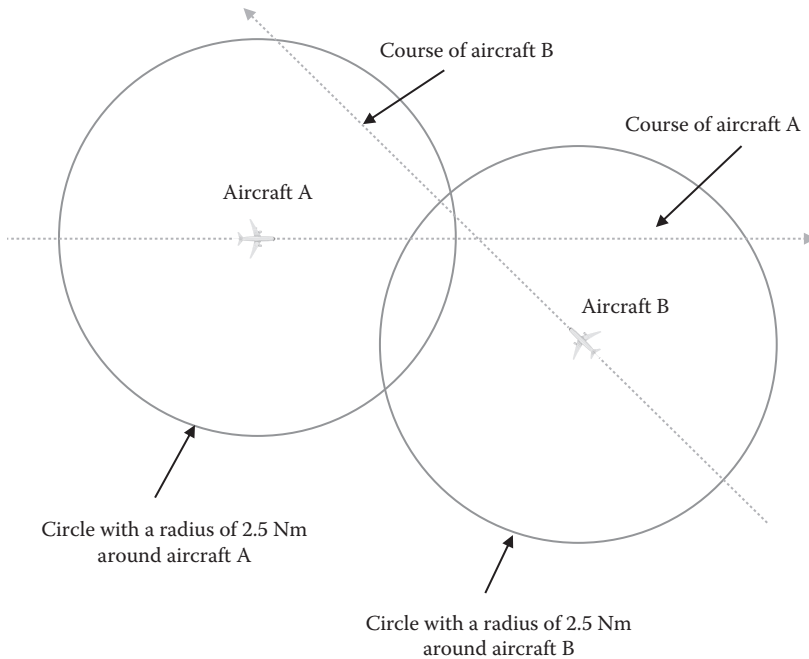 Course of aircraft B
Course of aircraft A
Aircraft A
Aircraft B
Circle with a radius of 2.5 Nm
around aircraft A
Circle with a radius of 2.5 Nm
around aircraft B